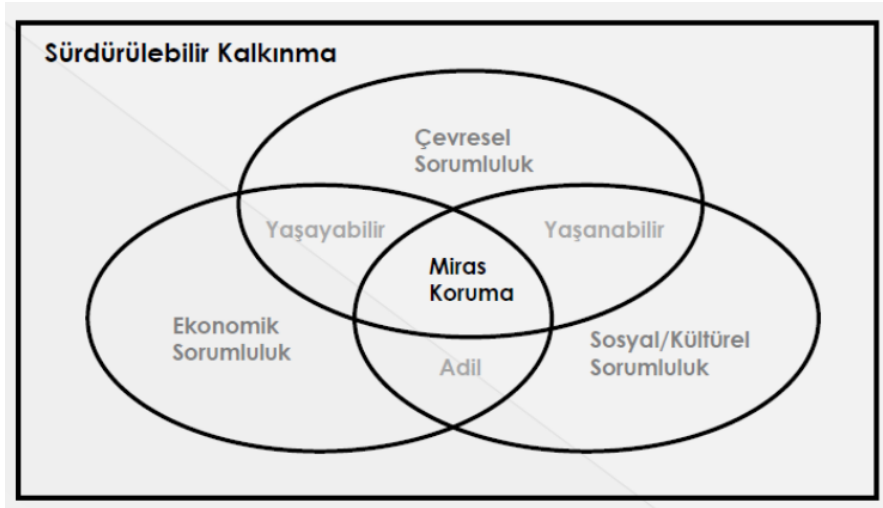 Sürdürülebilir Kalkınma
Çevresel
Sorumluluk
Yaşayabilir
Yaşanabilir
Miras
Koruma
Ekonomik
Sorumluluk
Sosyal/Kültürel
Sorumluluk
Adil